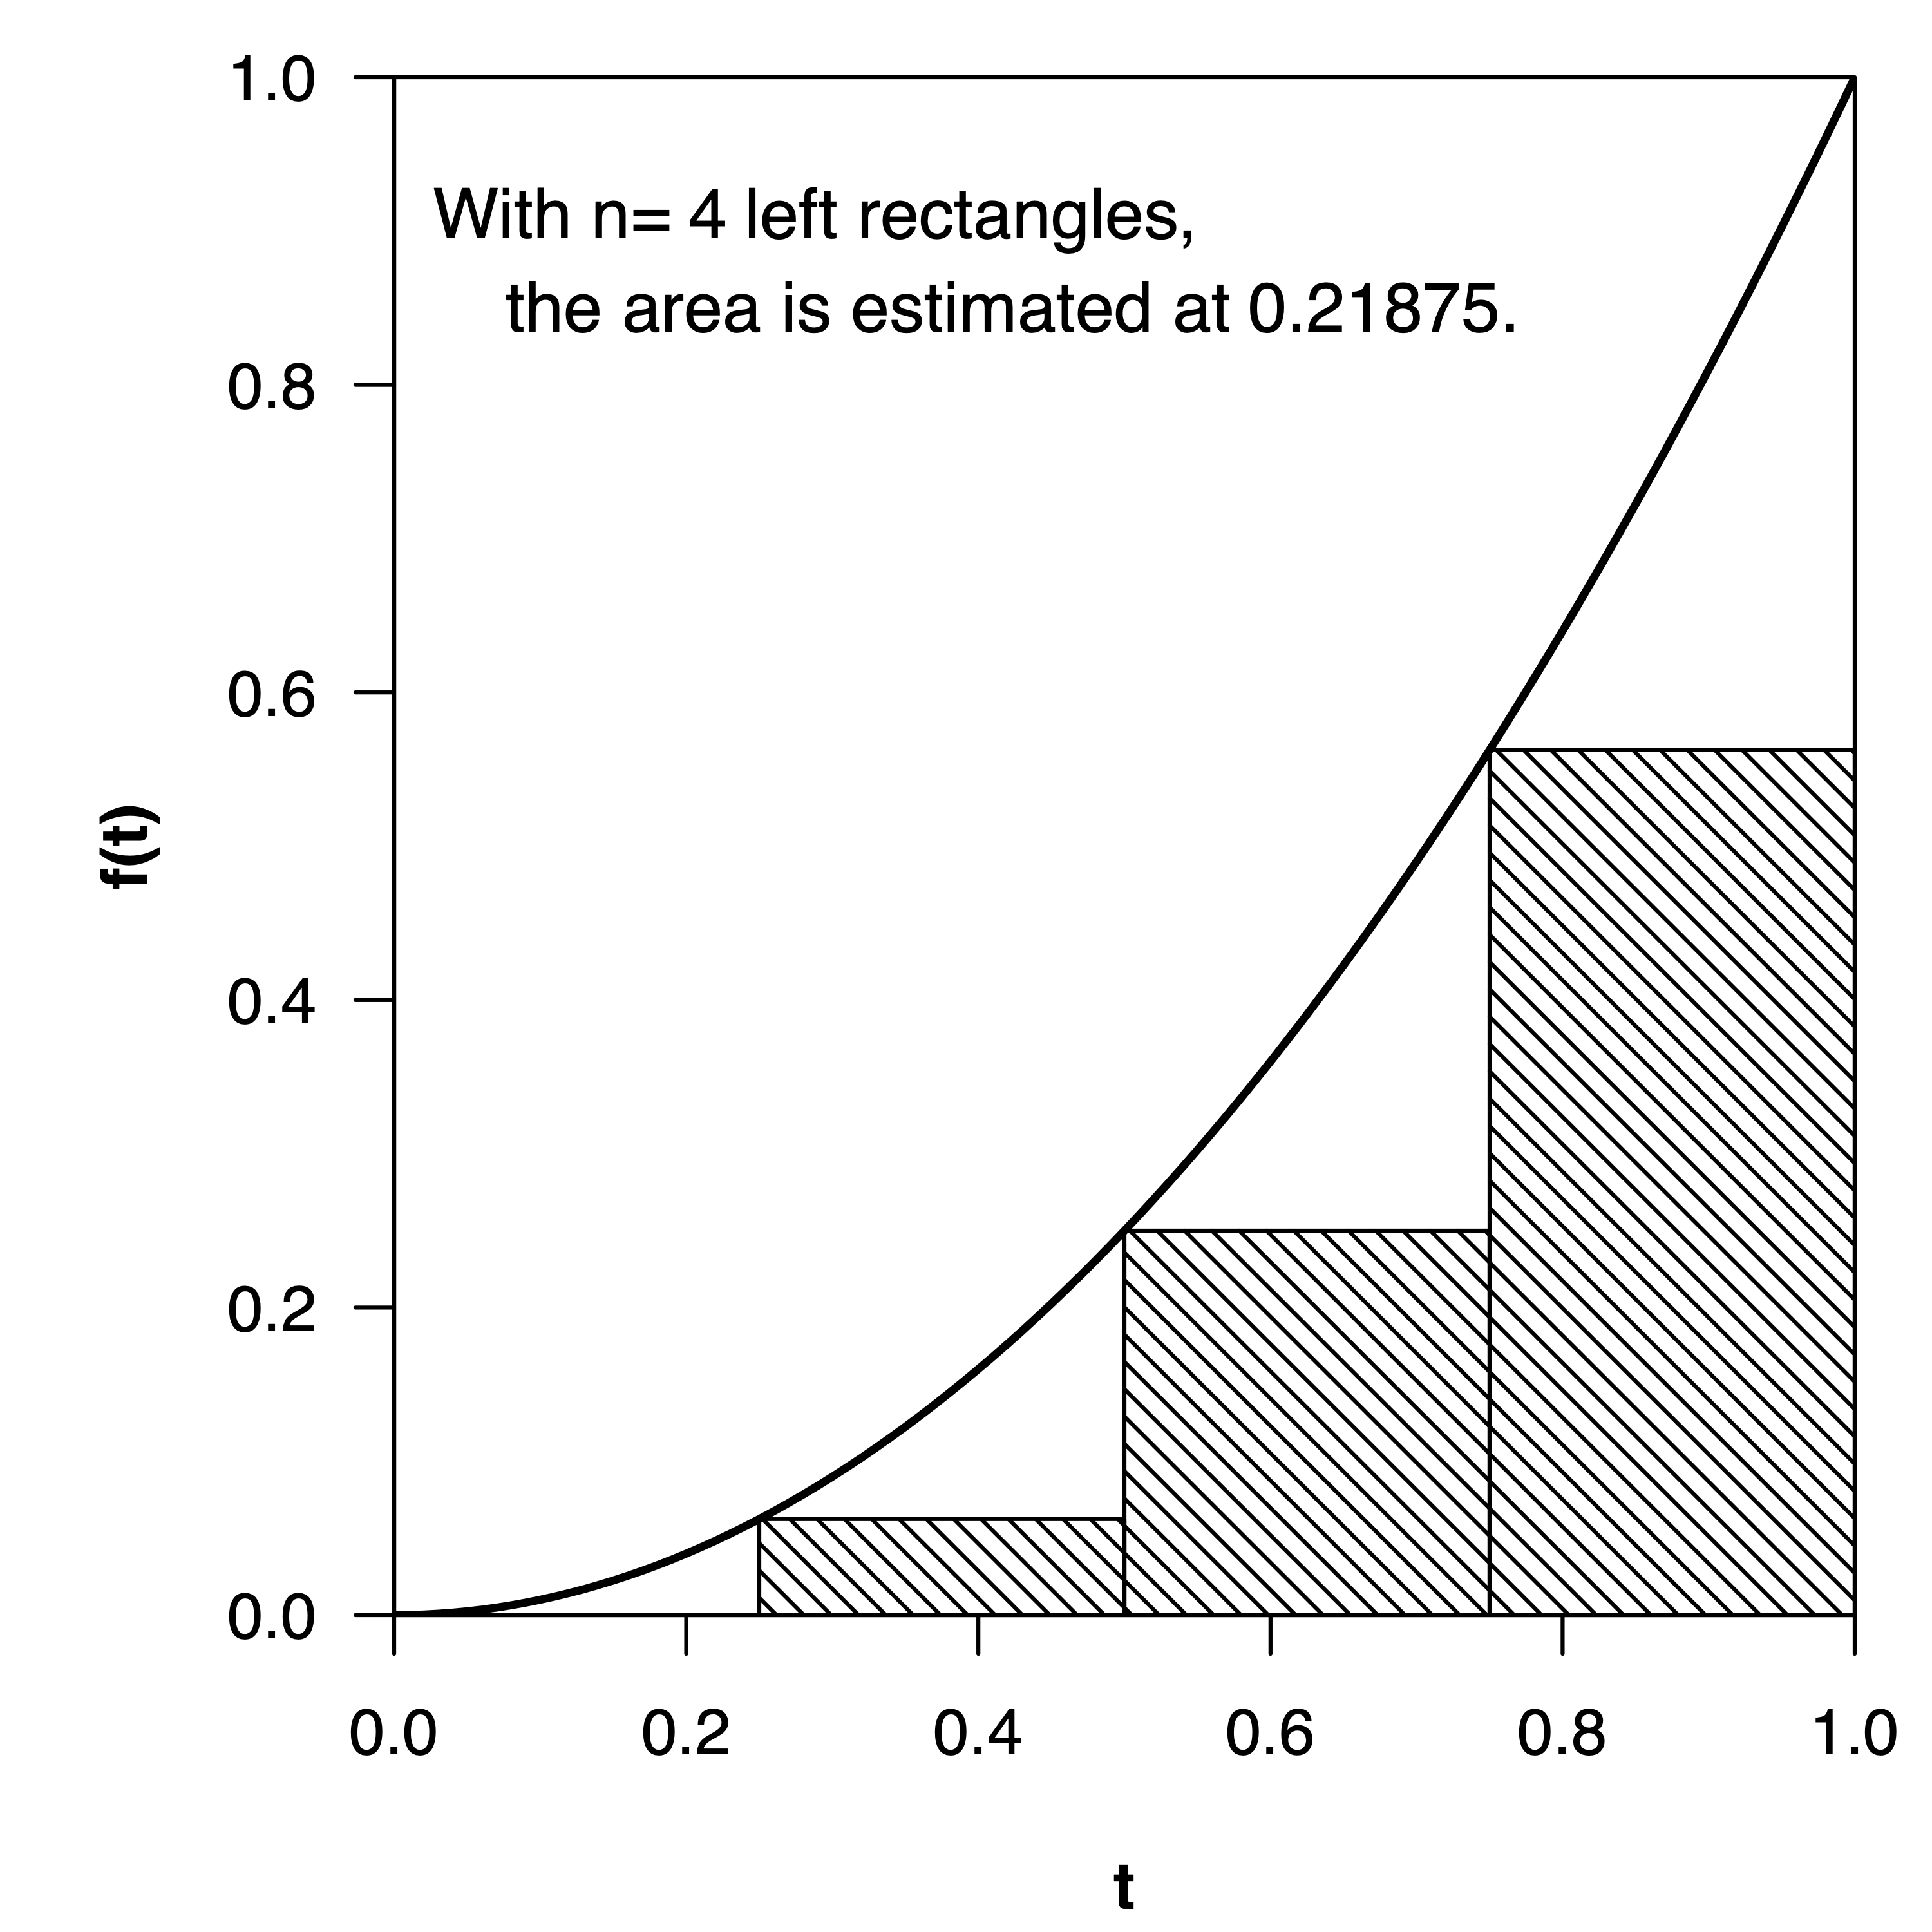 With n= 4 left rectangles,
the area is estimated at 0.21875.
1.0
0.8
0.6
0.4
0.2
0.0
f(t)
0.0 0.2 0.4 0.6 0.8 1.0
t